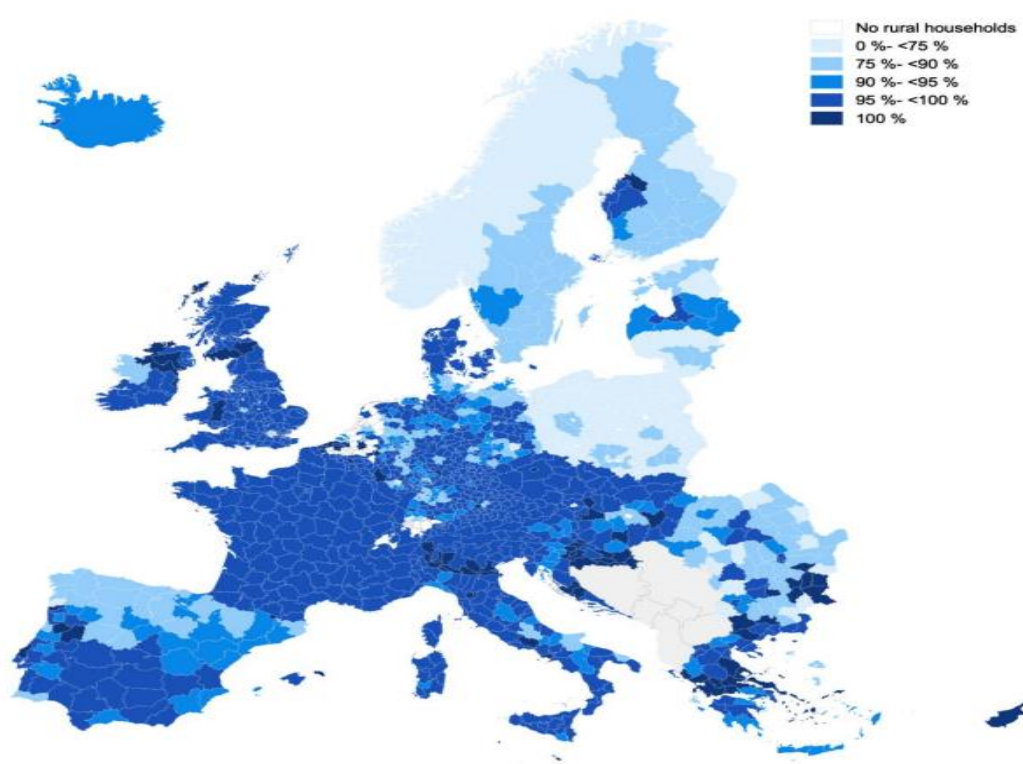 No rural households
0 %- <75 %
75 %- <90 %
90 %- <95 %
95 %- <100 %
100 %